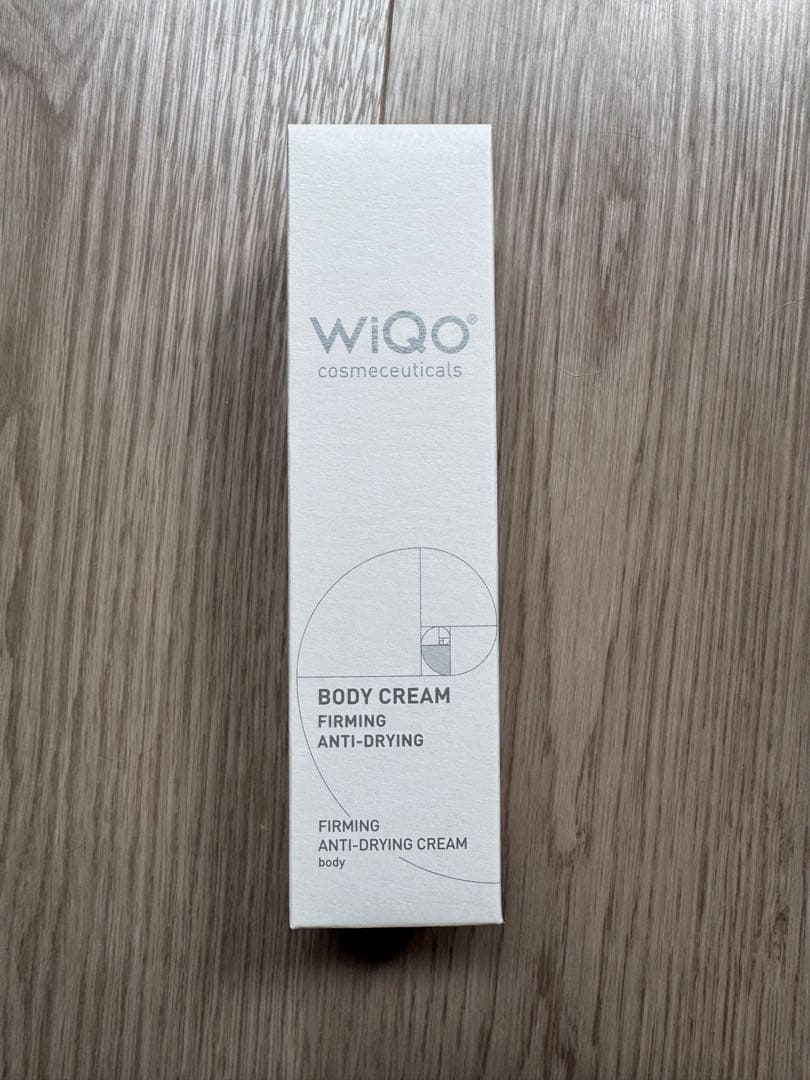 WiQo®
cosmeceuticals
BODY CREAM
FIRMING
ANTI-DRYING
FIRMING
ANTI-DRYING CREAM
body